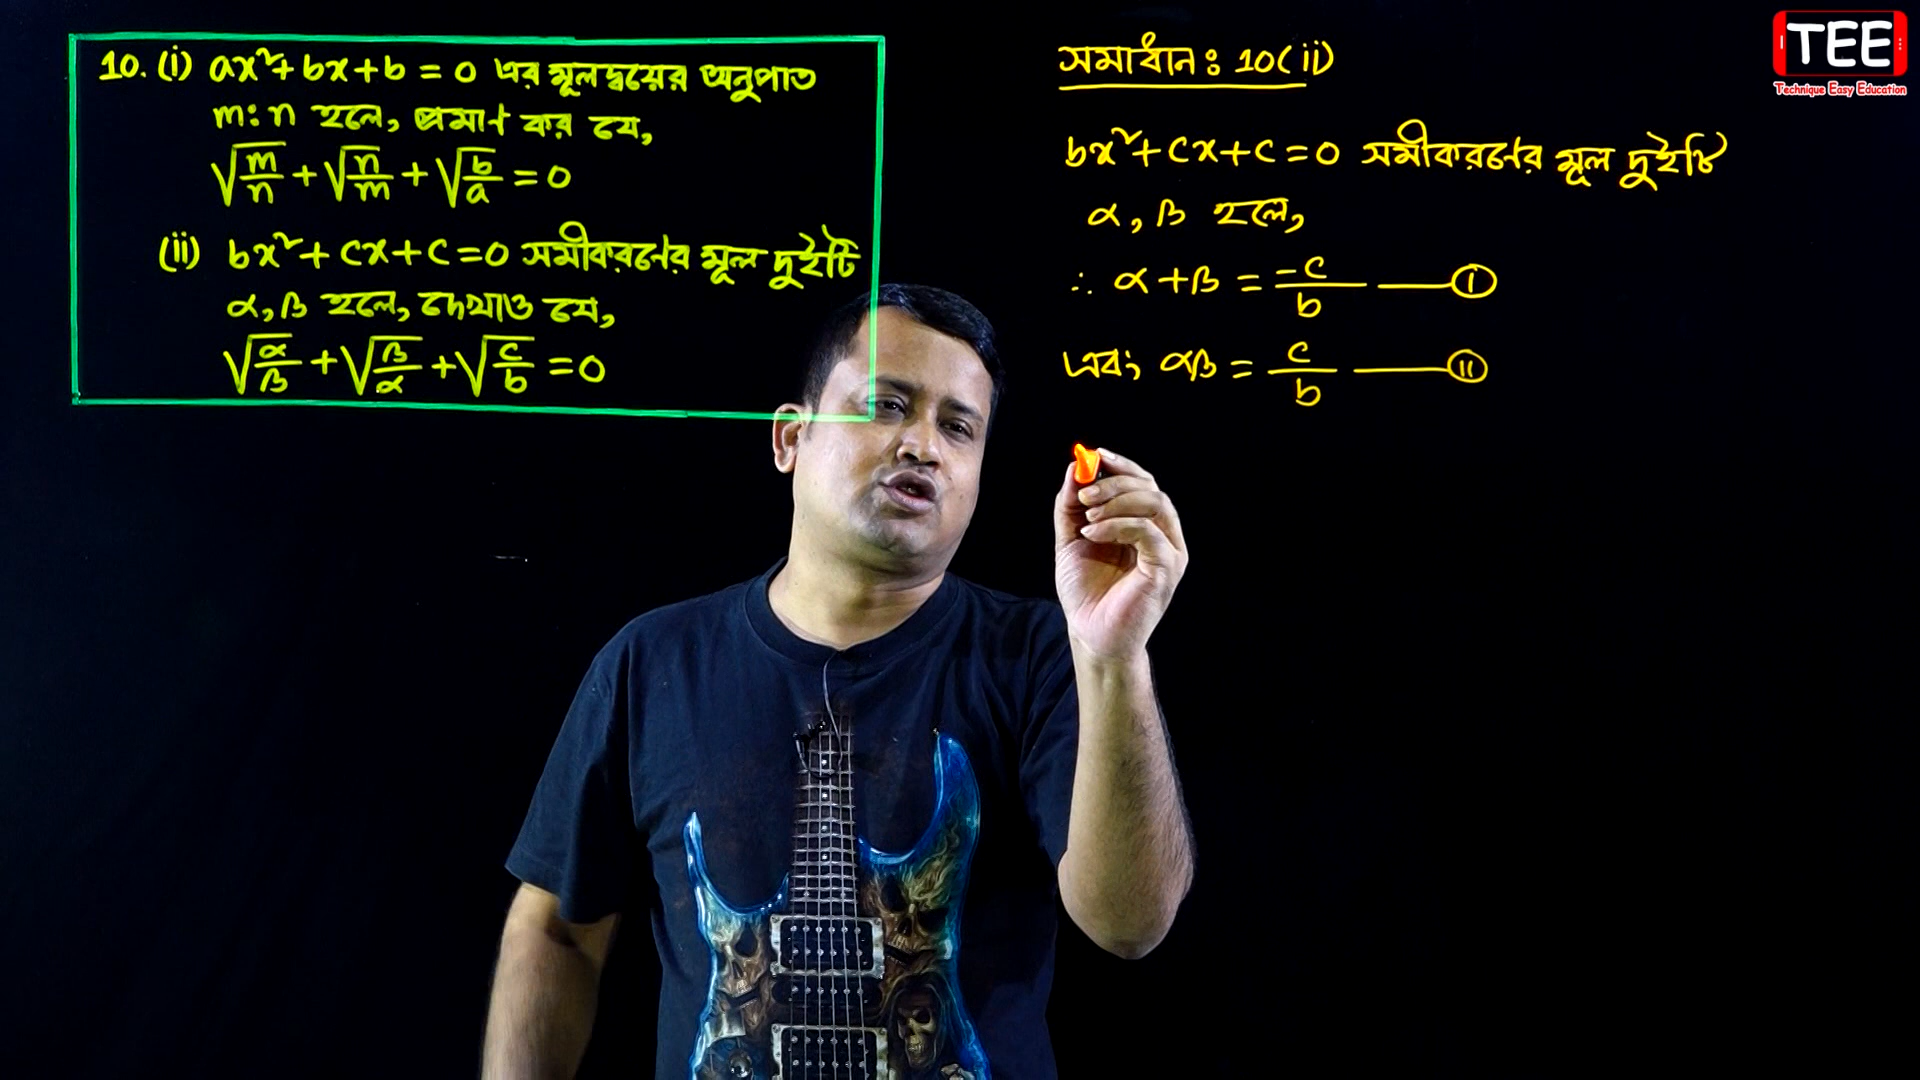 10. (i) ax²+ bx + b = 0 এর মূলদ্বয়ের অনুপাত
m : n হলে, প্রমাণ কর যে,
√(m/n) + √(n/m) + √(b/a) = 0
(ii) bx² + cx + c = 0 সমীকরণের মূল দুইটি
α, β হলে, দেখাও যে,
√(α/β) + √(β/α) + √(c/b) = 0
সমাধান : 10(ii)
bx² + cx + c = 0 সমীকরণের মূল দুইটি
α, β হলে,
∴ α + β = -c/b —— (i)
এবং αβ = c/b —— (ii)
TEE
Technique Easy Education